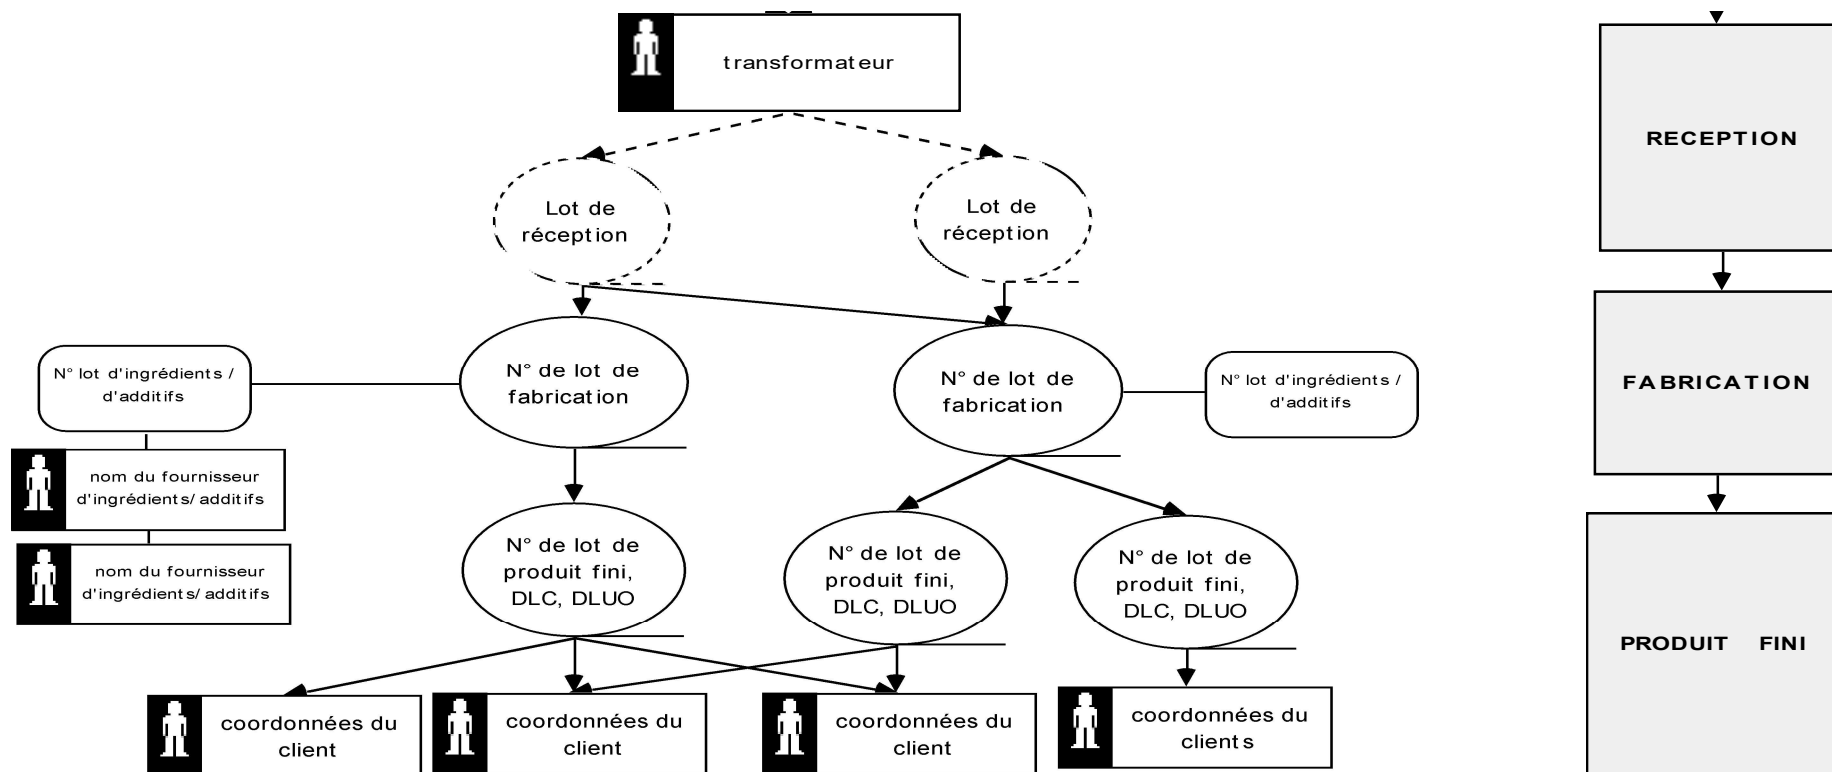 transformateur
RECEPTION
Lot de
réception
Lot de
réception
N° lot d'ingrédients /
d'additifs
N° de lot de
fabrication
N° de lot de
fabrication
N° lot d'ingrédients /
d'additifs
FABRICATION
nom du fournisseur
d'ingrédients/ additifs
nom du fournisseur
d'ingrédients/ additifs
N° de lot de
produit fini,
DLC, DLUO
N° de lot de
produit fini,
DLC, DLUO
N° de lot de
produit fini,
DLC, DLUO
PRODUIT FINI
coordonnées du
client
coordonnées du
client
coordonnées du
client
coordonnées du
clients